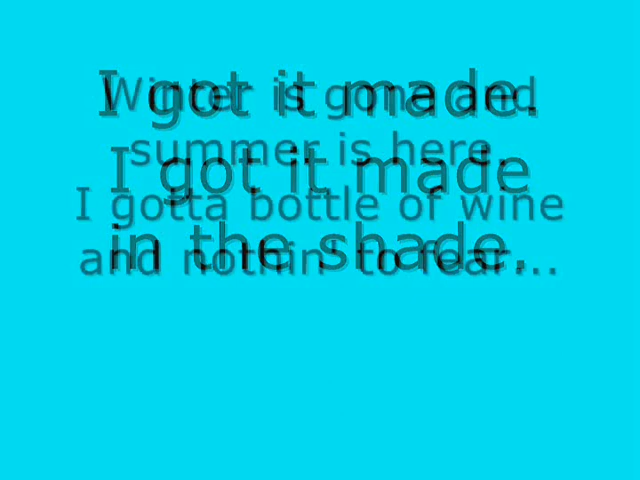 I got it made.
I got it made
in the shade.
Winter is gone and
summer is here.
I gotta bottle of wine
and nothin' to fear...